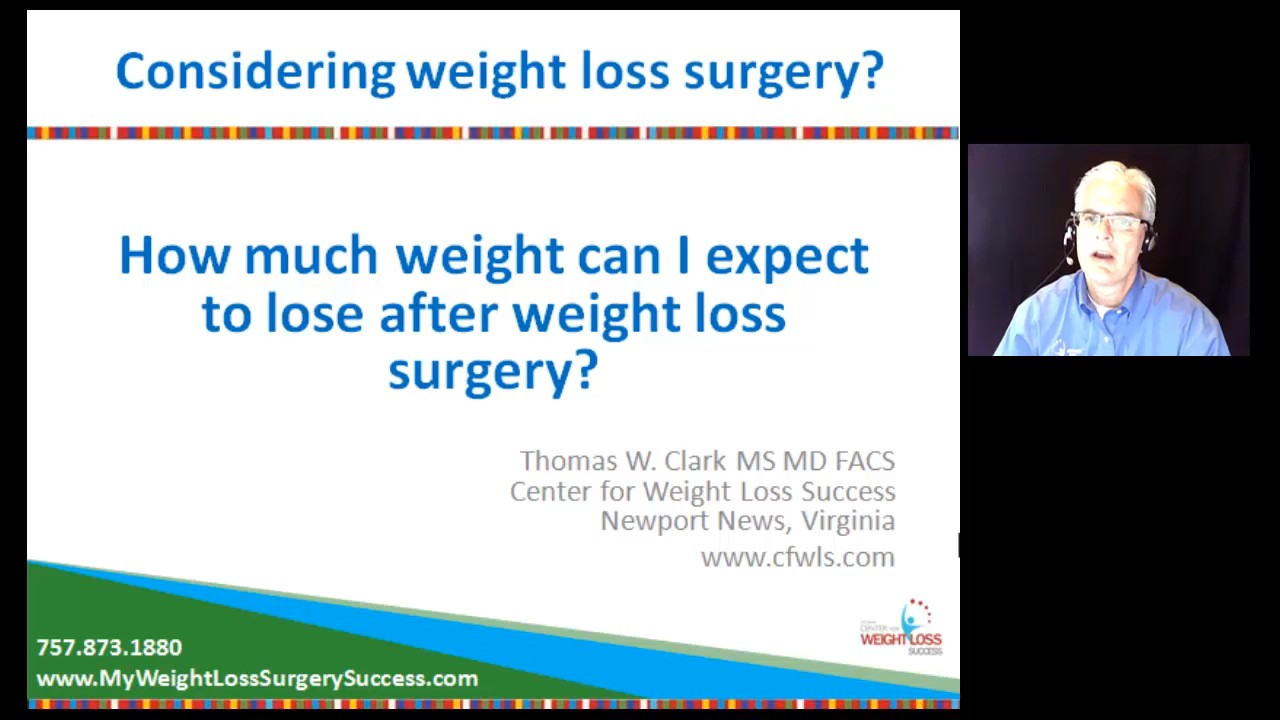 Considering weight loss surgery?
How much weight can I expect
to lose after weight loss
surgery?
Thomas W. Clark MS MD FACS
Center for Weight Loss Success
Newport News, Virginia
www.cfwls.com
WEIGHT LOSS
SUCCESS
757.873.1880
www.MyWeightLossSurgerySuccess.com